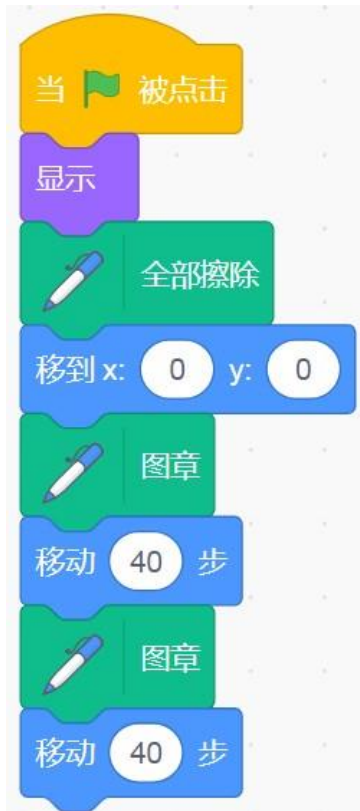 当 被点击
显示
全部擦除
移到 x: 0 y: 0
图章
移动 40 步
图章
移动 40 步